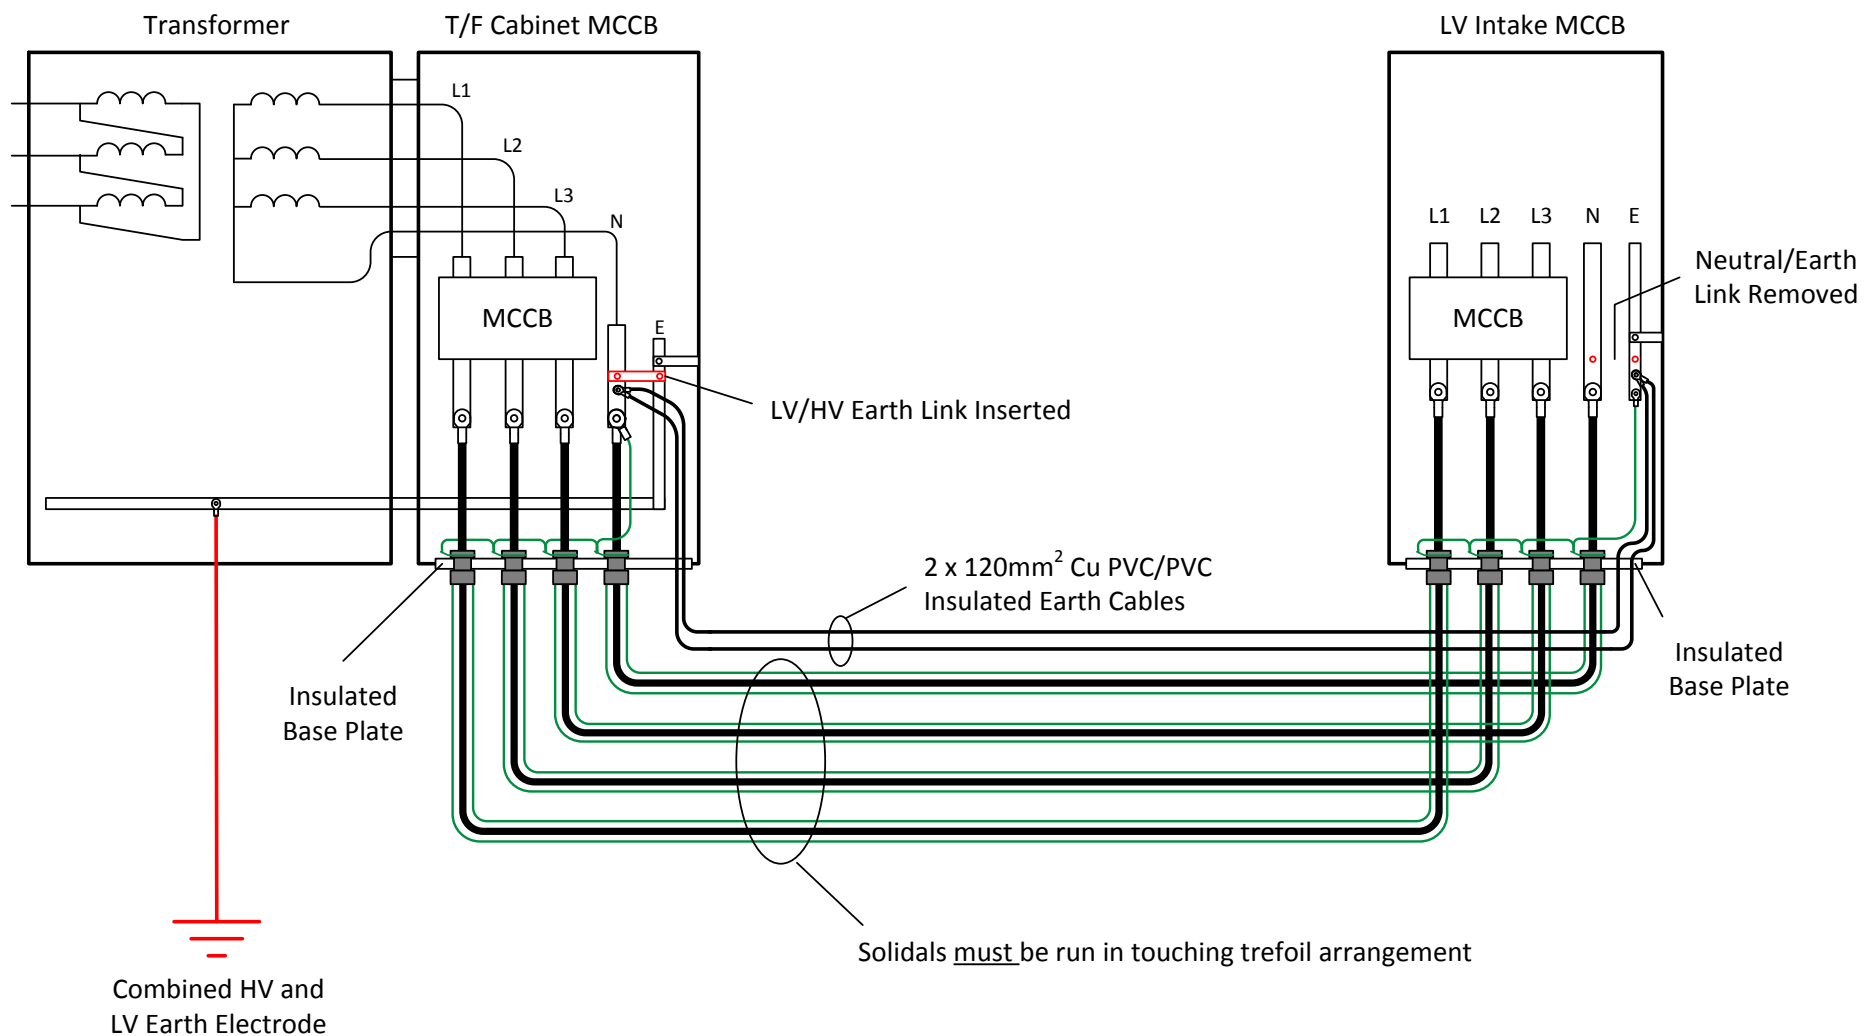 Transformer
T/F Cabinet MCCB
LV Intake MCCB
L1
L2
L3
N
E
MCCB
LV/HV Earth Link Inserted
L1 L2 L3 N E
MCCB
Neutral/Earth
Link Removed
2 x 120mm² Cu PVC/PVC
Insulated Earth Cables
Insulated
Base Plate
Insulated
Base Plate
Solidals must be run in touching trefoil arrangement
Combined HV and
LV Earth Electrode